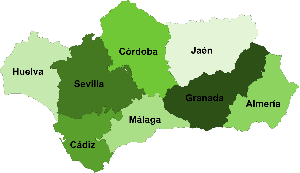 Córdoba
Jaén
Huelva
Sevilla
Granada
Almería
Málaga
Cádiz